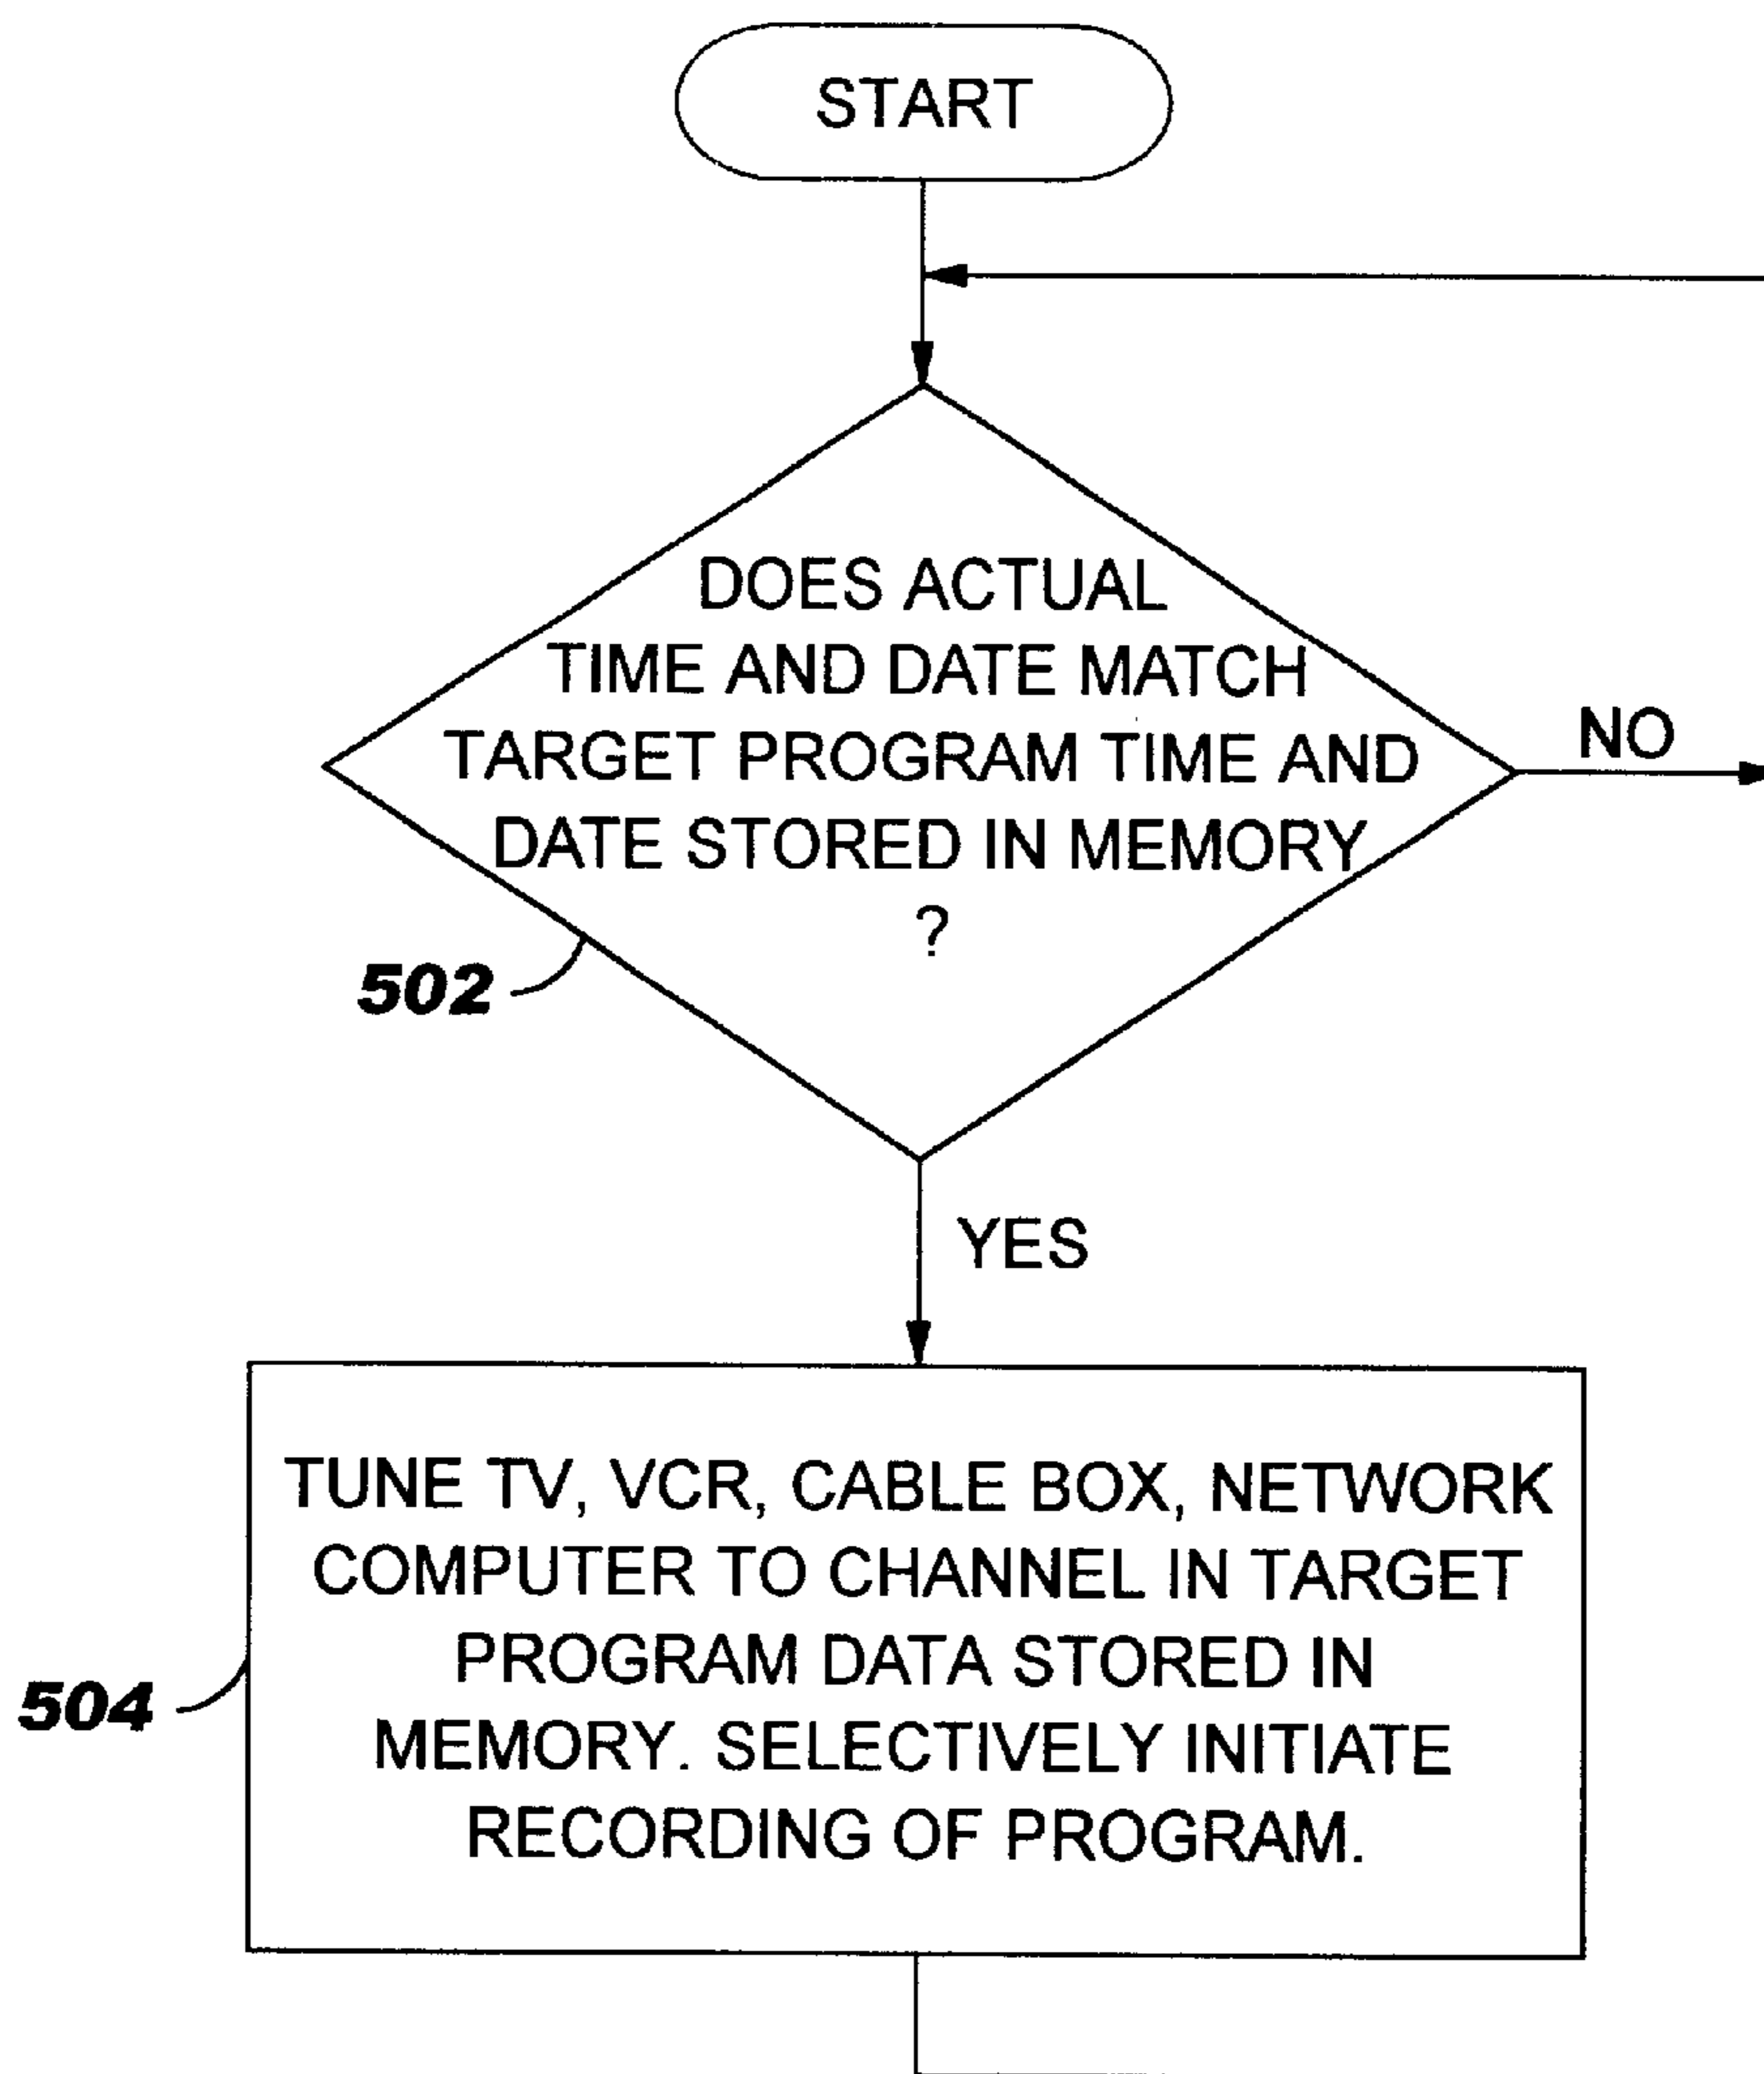 START
DOES ACTUAL
TIME AND DATE MATCH
TARGET PROGRAM TIME AND
DATE STORED IN MEMORY
?
NO
502
YES
TUNE TV, VCR, CABLE BOX, NETWORK
COMPUTER TO CHANNEL IN TARGET
PROGRAM DATA STORED IN
MEMORY. SELECTIVELY INITIATE
RECORDING OF PROGRAM.
504